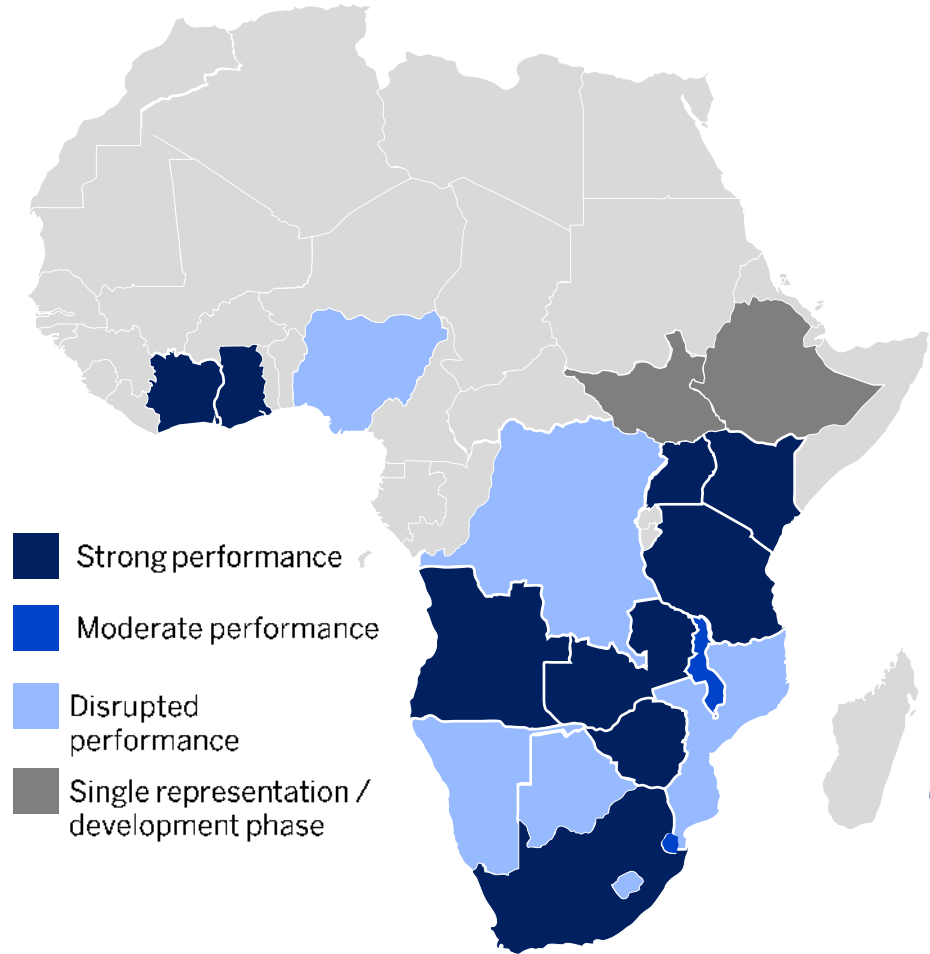 Strong performance
Moderate performance
Disrupted
performance
Single representation /
development phase